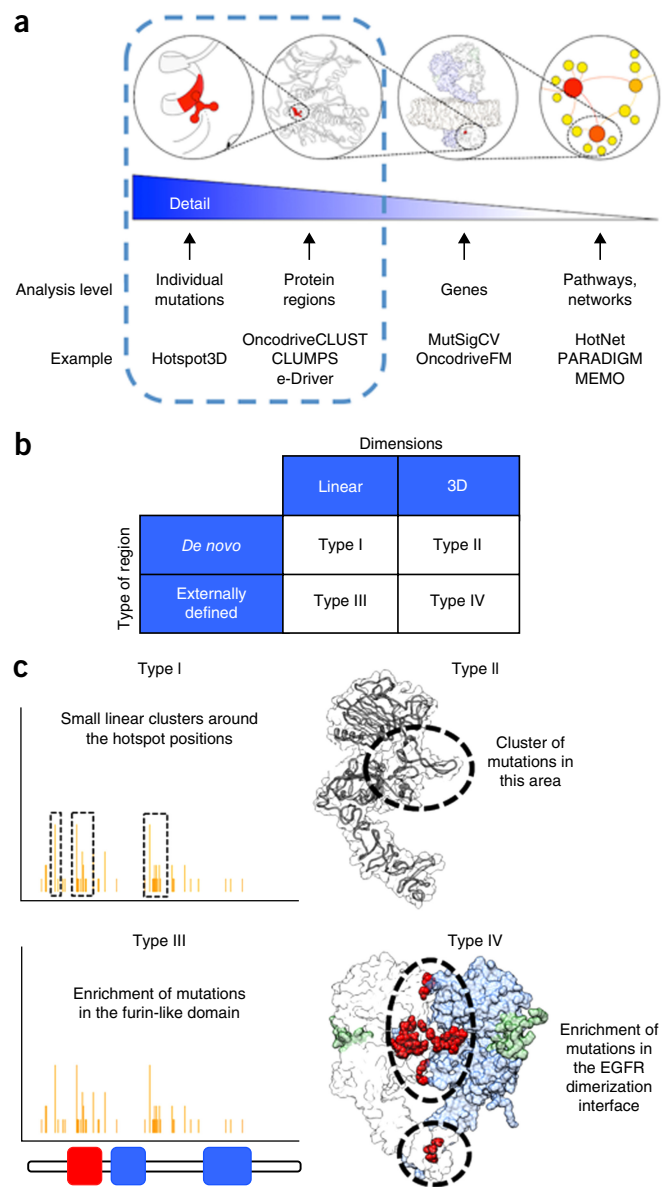 a
Detail
Analysis level
Individual
mutations
Protein
regions
Genes
Pathways,
networks
Example
Hotspot3D
OncodriveCLUST
CLUMPS
e-Driver
MutSigCV
OncodriveFM
HotNet
PARADIGM
MEMO
b
Dimensions
Linear
3D
Type of region
De novo
Type I
Type II
Externally
defined
Type III
Type IV
c
Type I
Small linear clusters around
the hotspot positions
Type II
Cluster of
mutations in
this area
Type III
Enrichment of mutations
in the furin-like domain
Type IV
Enrichment of
mutations in
the EGFR
dimerization
interface